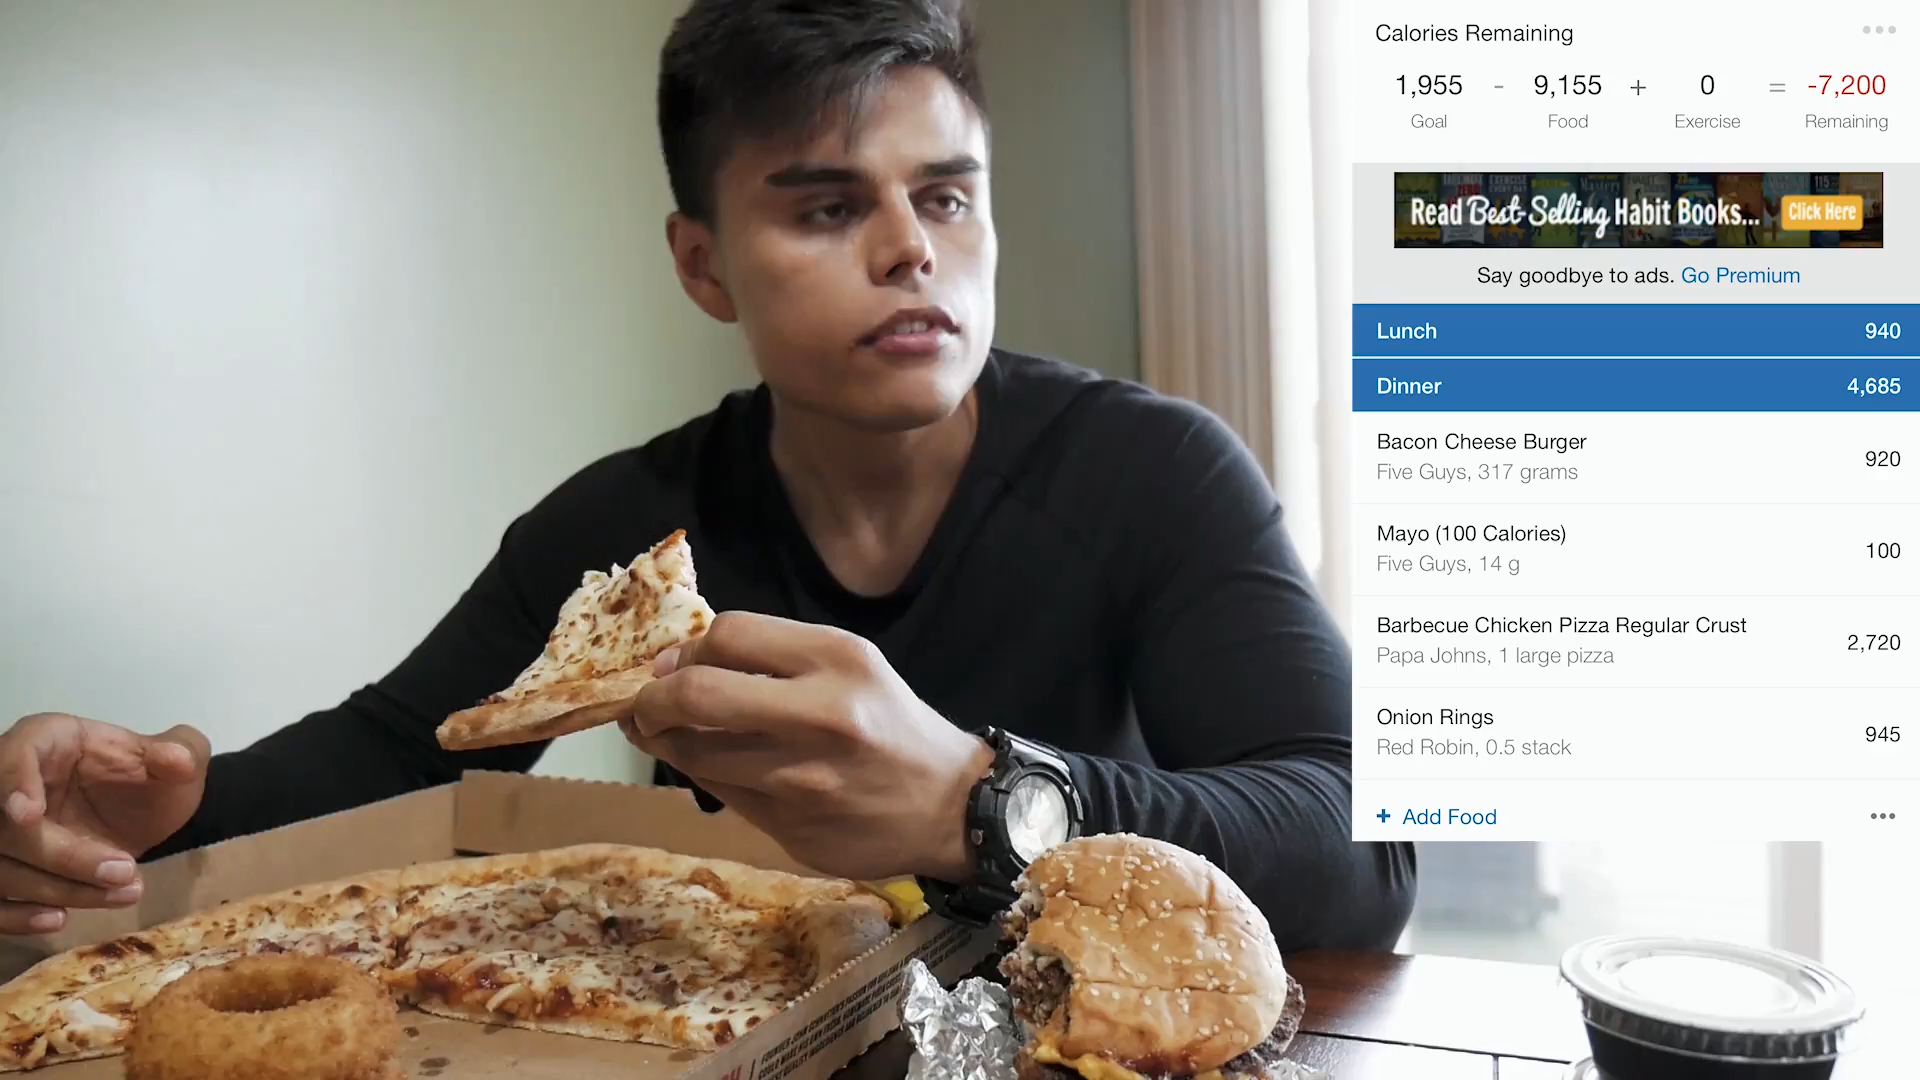 Calories Remaining
1,955 - 9,155 + 0 = -7,200
Goal Food Exercise Remaining
Read Best-Selling Habit Books... Click Here
Say goodbye to ads. Go Premium
Lunch 940
Dinner 4,685
Bacon Cheese Burger
Five Guys, 317 grams
920
Mayo (100 Calories)
Five Guys, 14 g
100
Barbecue Chicken Pizza Regular Crust
Papa Johns, 1 large pizza
2,720
Onion Rings
Red Robin, 0.5 stack
945
+ Add Food